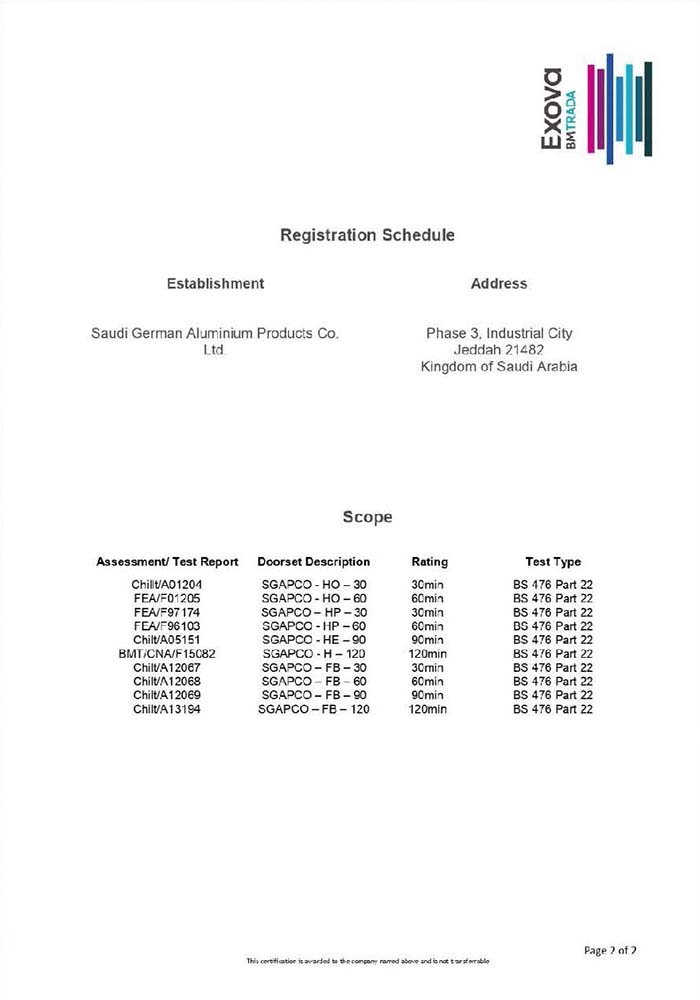 Exova
BMTRADA
Registration Schedule
Establishment Address
Saudi German Aluminium Products Co.
Ltd.
Phase 3, Industrial City
Jeddah 21482
Kingdom of Saudi Arabia
Scope
Assessment/ Test Report Doorset Description Rating Test Type
Chilt/A01204 SGAPCO - HO – 30 30min BS 476 Part 22
FEA/F01205 SGAPCO - HO – 60 60min BS 476 Part 22
FEA/F97174 SGAPCO – HP – 30 30min BS 476 Part 22
FEA/F96103 SGAPCO - HP – 60 60min BS 476 Part 22
Chilt/A05151 SGAPCO - HE – 90 90min BS 476 Part 22
BMT/CNA/F15082 SGAPCO - H – 120 120min BS 476 Part 22
Chilt/A12067 SGAPCO – FB – 30 30min BS 476 Part 22
Chilt/A12068 SGAPCO – FB – 60 60min BS 476 Part 22
Chilt/A12069 SGAPCO – FB – 90 90min BS 476 Part 22
Chilt/A13194 SGAPCO – FB – 120 120min BS 476 Part 22
Page 2 of 2
This certification is awarded to the company named above and is not transferrable